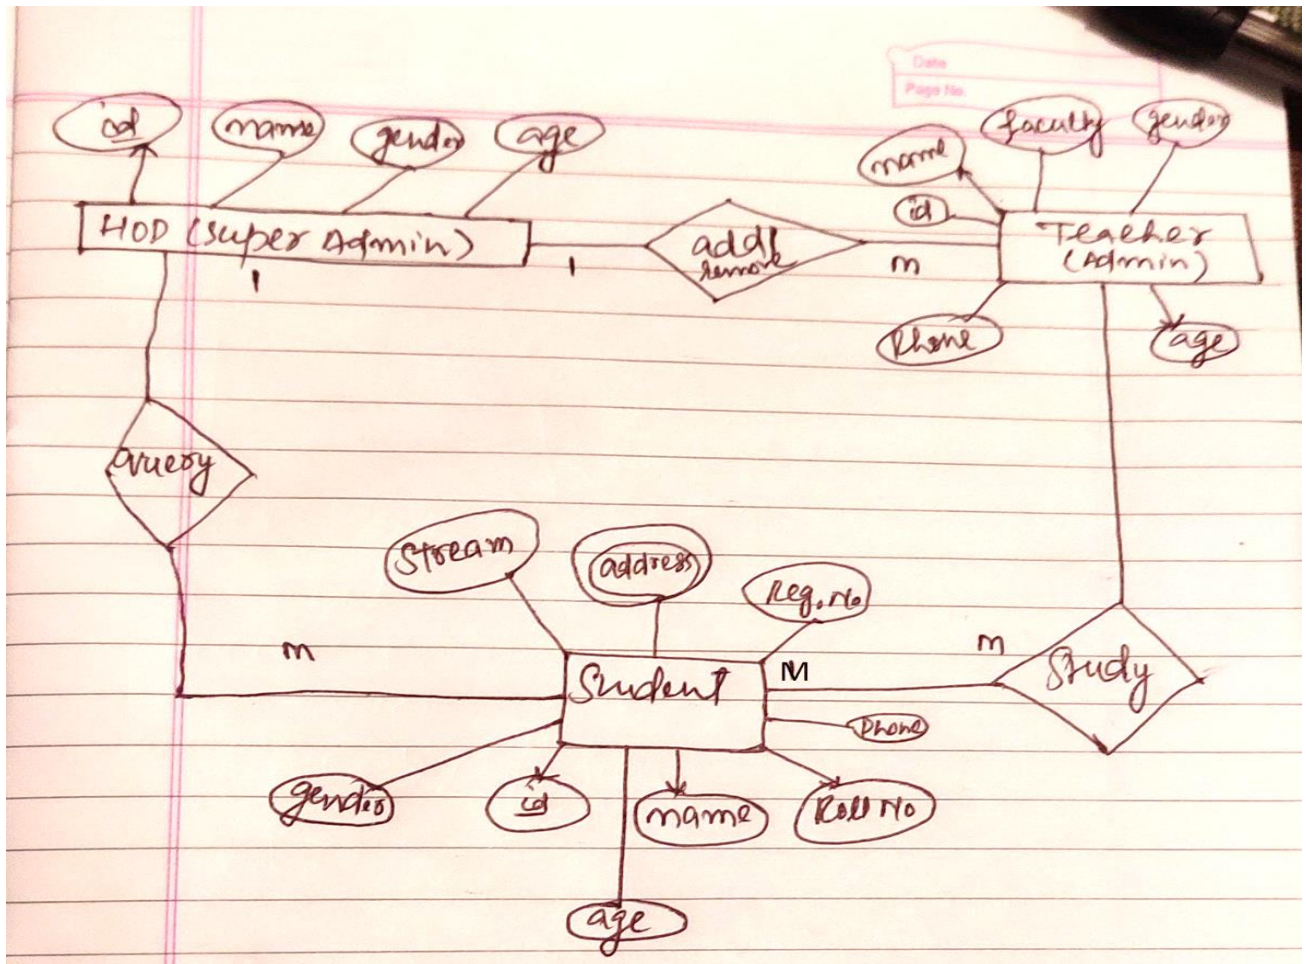 Date
Page No.
id
name
gender
age
name
faculty
gender
id
HOD (Super Admin)
1
1
add/
remove
m
Teacher
(Admin)
Phone
age
Query
Stream
address
Reg. No
m
Student
M
m
Study
Phone
gender
id
name
Roll No
age